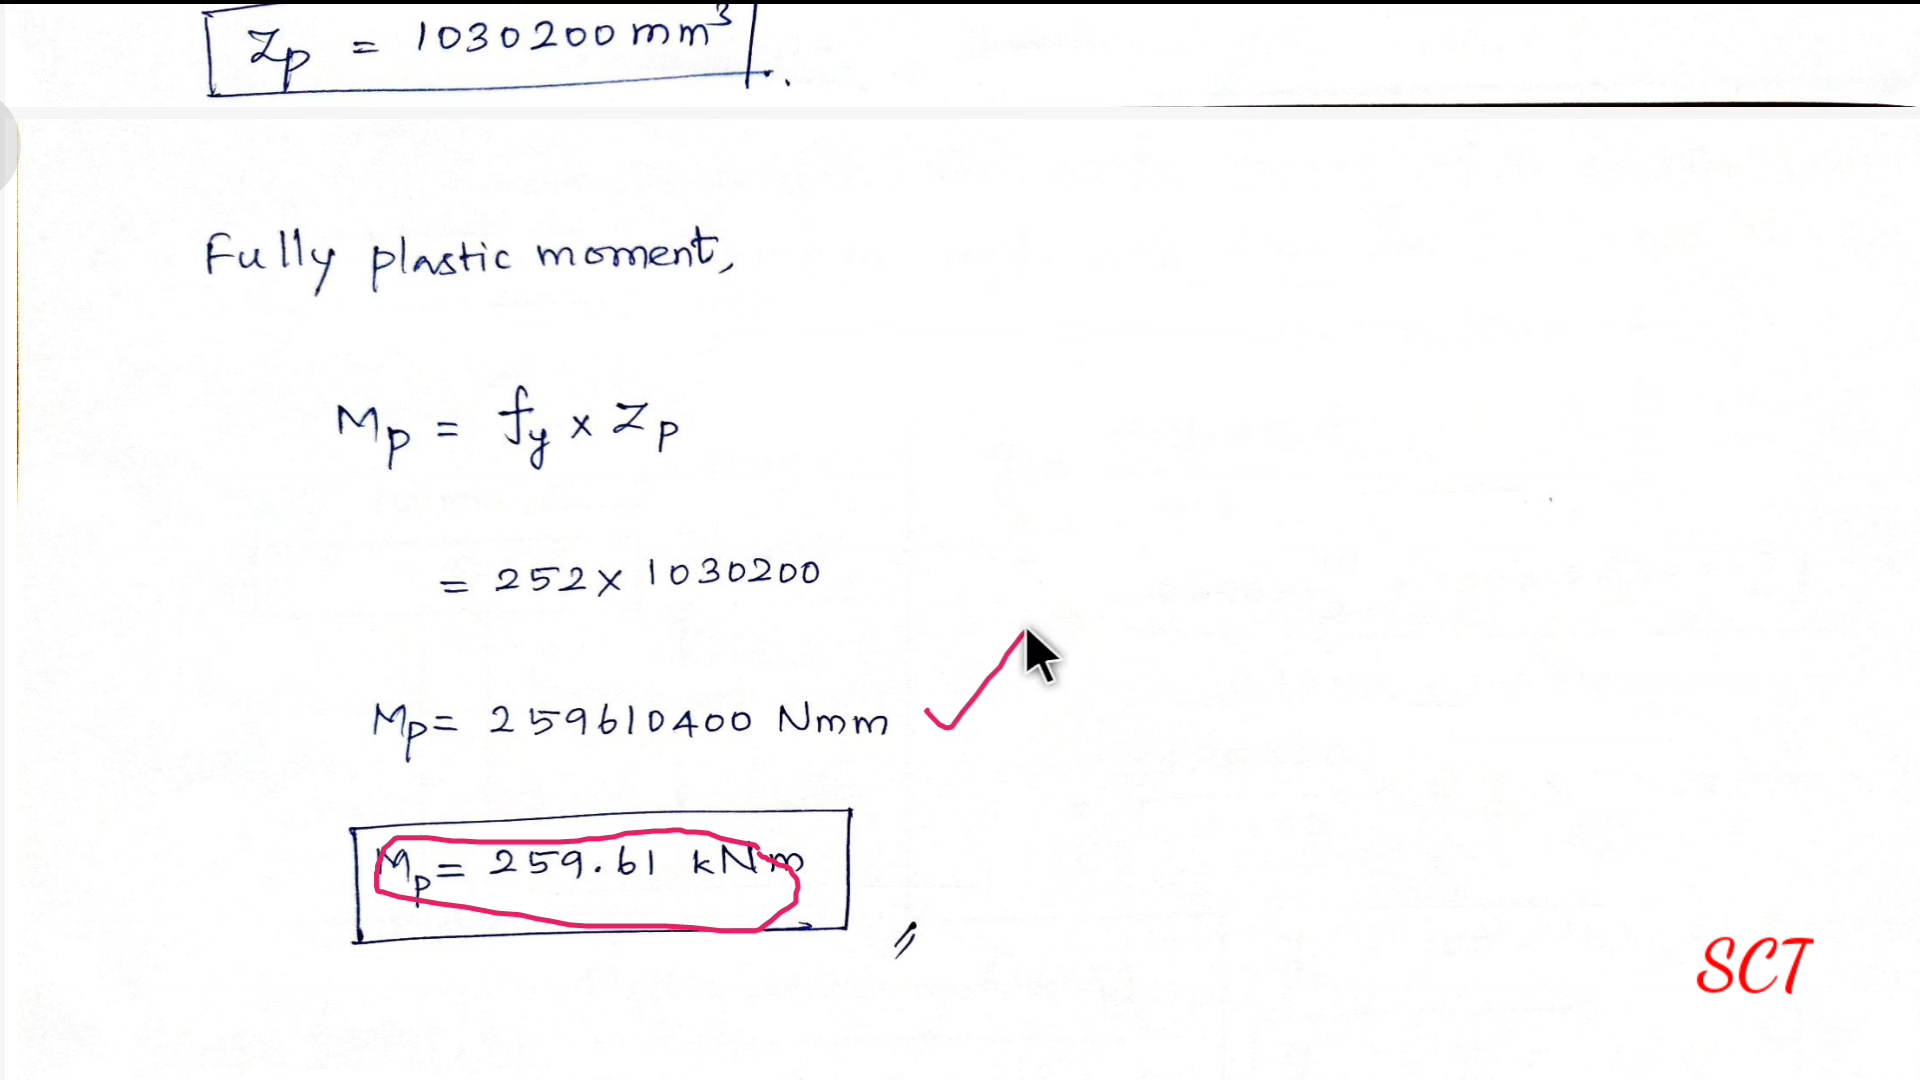 Zp = 1030200 mm³
Fully plastic moment,
Mp = fy x Zp
= 252 x 1030200
Mp = 259610400 Nmm
Mp = 259.61 kNm
SCT